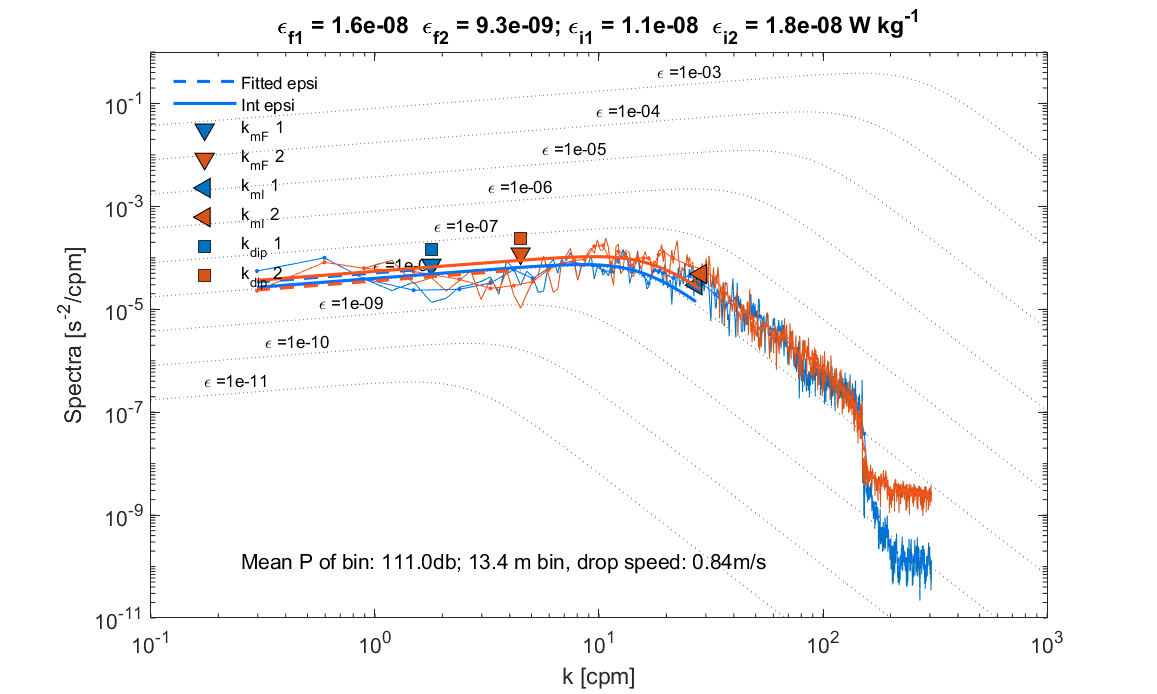 ϵf1 = 1.6e-08 ϵf2 = 9.3e-09; ϵi1 = 1.1e-08 ϵi2 = 1.8e-08 W kg-1
Fitted epsi
Int epsi
kmF 1
kmF 2
kmI 1
kmI 2
kdip 1
kdip 2
ϵ =1e-03
ϵ =1e-04
ϵ =1e-05
ϵ =1e-06
ϵ =1e-07
ϵ =1e-09
ϵ =1e-10
ϵ =1e-11
Mean P of bin: 111.0db; 13.4 m bin, drop speed: 0.84m/s
Spectra [s-2/cpm]
10-1
10-3
10-5
10-7
10-9
10-11
10-1
100
101
102
103
k [cpm]